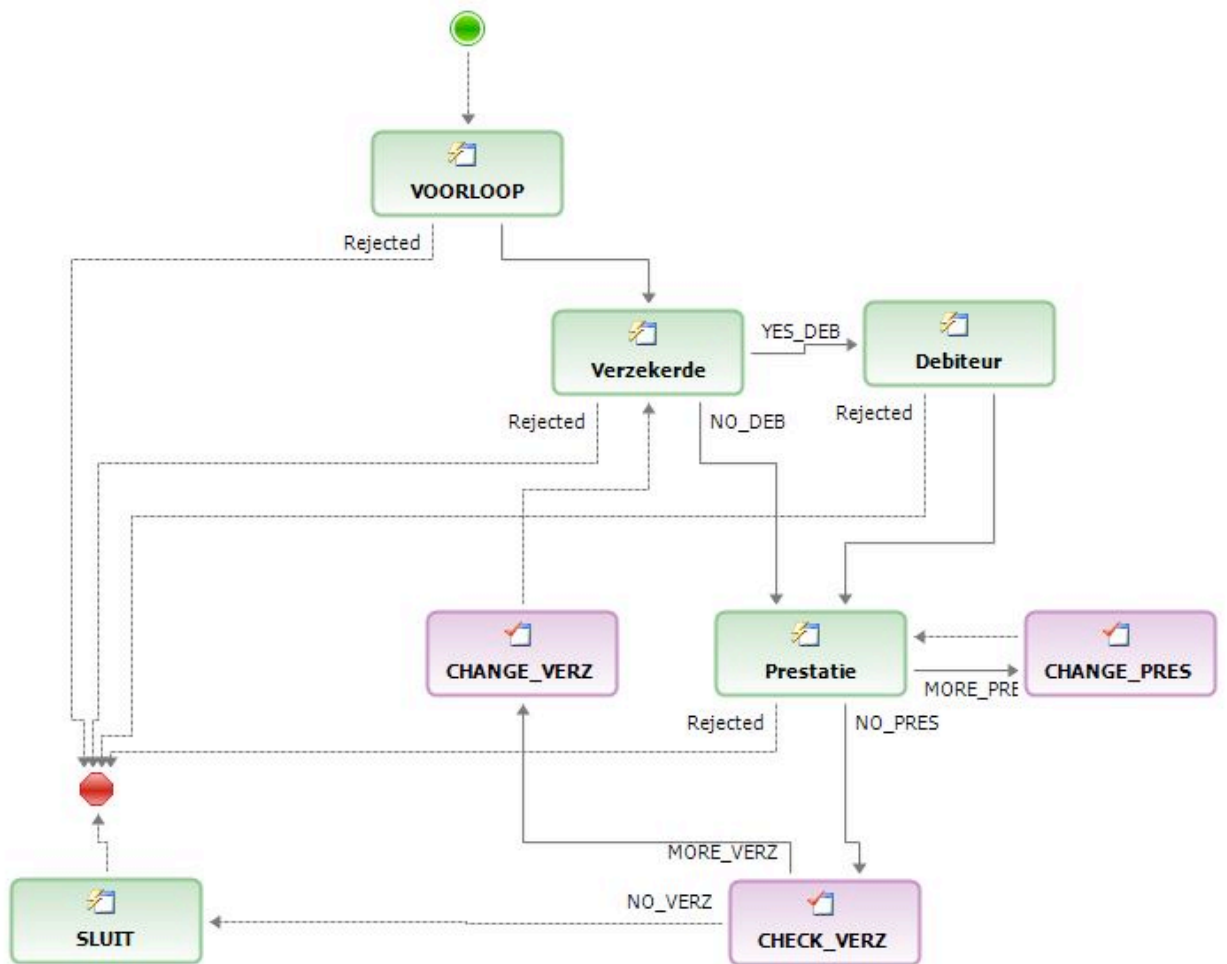 VOORLOOP
Rejected
YES_DEB
Verzekerde
Debiteur
Rejected
NO_DEB
Rejected
CHANGE_VERZ
Prestatie
CHANGE_PRES
MORE_PRE
Rejected
NO_PRES
MORE_VERZ
NO_VERZ
SLUIT
CHECK_VERZ